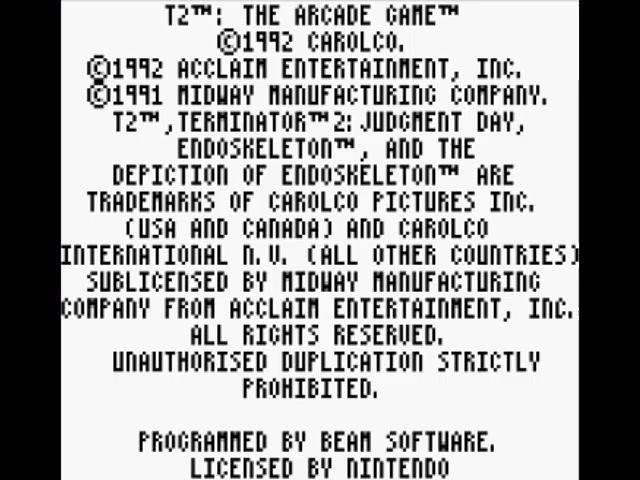 T2™: THE ARCADE GAME™
©1992 CAROLCO.
©1992 ACCLAIM ENTERTAINMENT, INC.
©1991 MIDWAY MANUFACTURING COMPANY.
T2™,TERMINATOR™2: JUDGMENT DAY,
ENDOSKELETON™, AND THE
DEPICTION OF ENDOSKELETON™ ARE
TRADEMARKS OF CAROLCO PICTURES INC.
(USA AND CANADA) AND CAROLCO
INTERNATIONAL N.V. (ALL OTHER COUNTRIES)
SUBLICENSED BY MIDWAY MANUFACTURING
COMPANY FROM ACCLAIM ENTERTAINMENT, INC.
ALL RIGHTS RESERVED.
UNAUTHORISED DUPLICATION STRICTLY
PROHIBITED.
PROGRAMMED BY BEAM SOFTWARE.
LICENSED BY NINTENDO